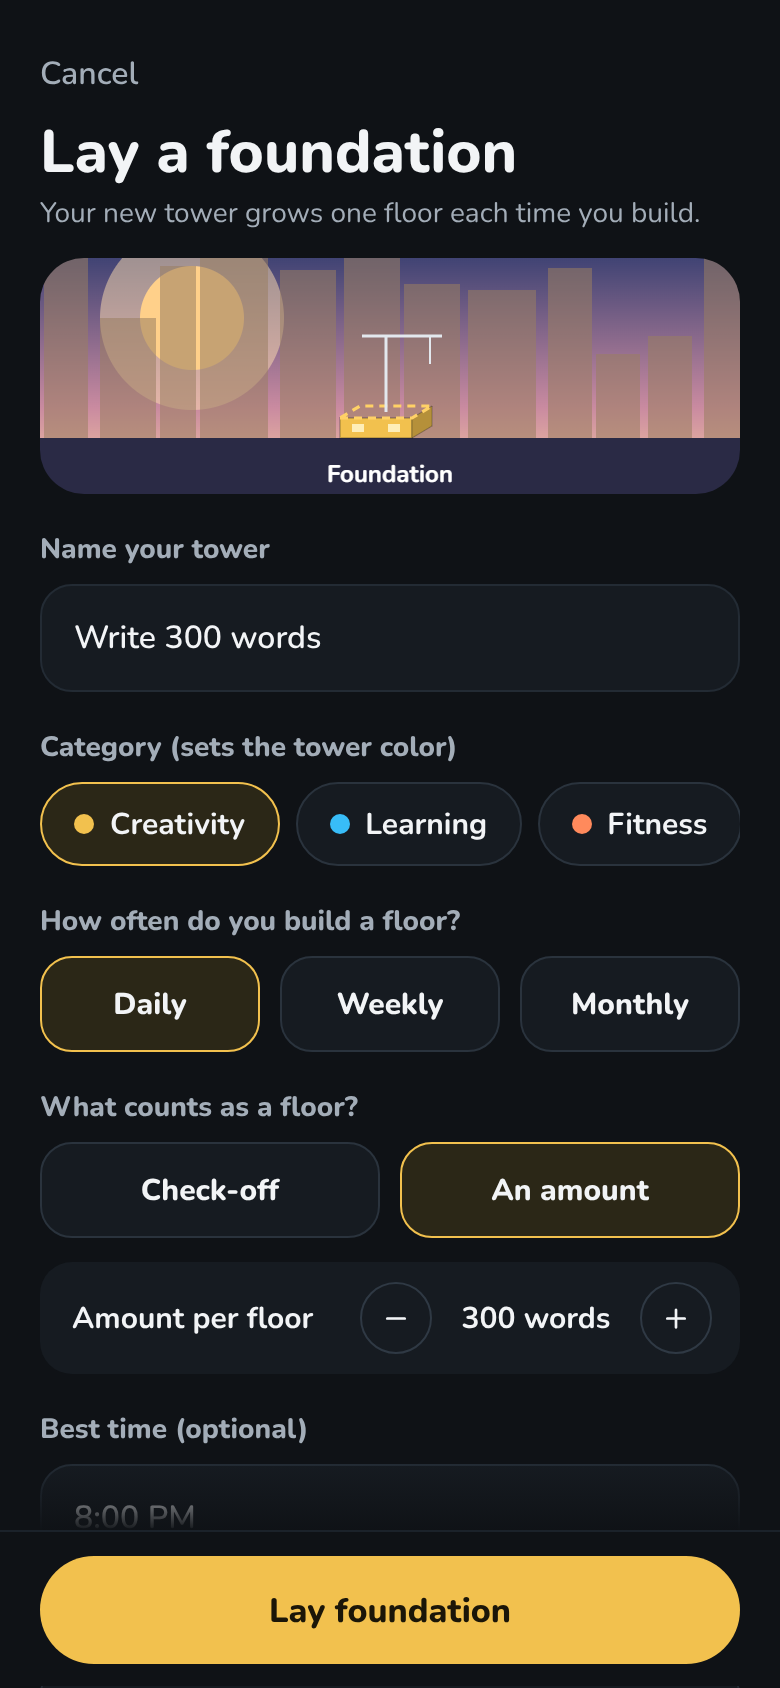 Cancel
Lay a foundation
Your new tower grows one floor each time you build.
Foundation
Name your tower
Write 300 words
Category (sets the tower color)
Creativity
Learning
Fitness
How often do you build a floor?
Daily
Weekly
Monthly
What counts as a floor?
Check-off
An amount
Amount per floor
− 300 words +
Best time (optional)
8:00 PM
Lay foundation